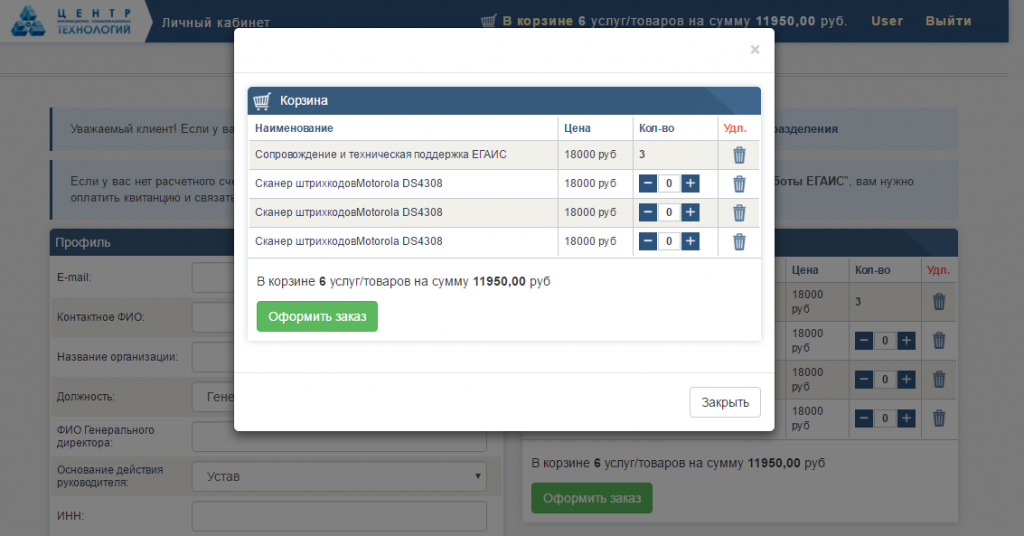 ЦЕНТР
ТЕХНОЛОГИЙ
Личный кабинет
В корзине 6 услуг/товаров на сумму 11950,00 руб.
User
Выйти
×
Уважаемый клиент! Если у ва
разделения
Если у вас нет расчетного сче
боты ЕГАИС", вам нужно
оплатить квитанцию и связать
Корзина
Наименование Цена Кол-во Удл.
Сопровождение и техническая поддержка ЕГАИС 18000 руб 3
Сканер штрихкодовMotorola DS4308 18000 руб − 0 +
Сканер штрихкодовMotorola DS4308 18000 руб − 0 +
Сканер штрихкодовMotorola DS4308 18000 руб − 0 +
В корзине 6 услуг/товаров на сумму 11950,00 руб
Оформить заказ
Закрыть
Профиль
E-mail:
Контактное ФИО:
Название организации:
Должность:
Гене
ФИО Генерального
директора:
Основание действия
руководителя:
Устав
ИНН:
Цена Кол-во Удл.
18000
руб
3
18000
руб
− 0 +
18000
руб
− 0 +
18000
руб
− 0 +
В корзине 6 услуг/товаров на сумму 11950,00 руб
Оформить заказ